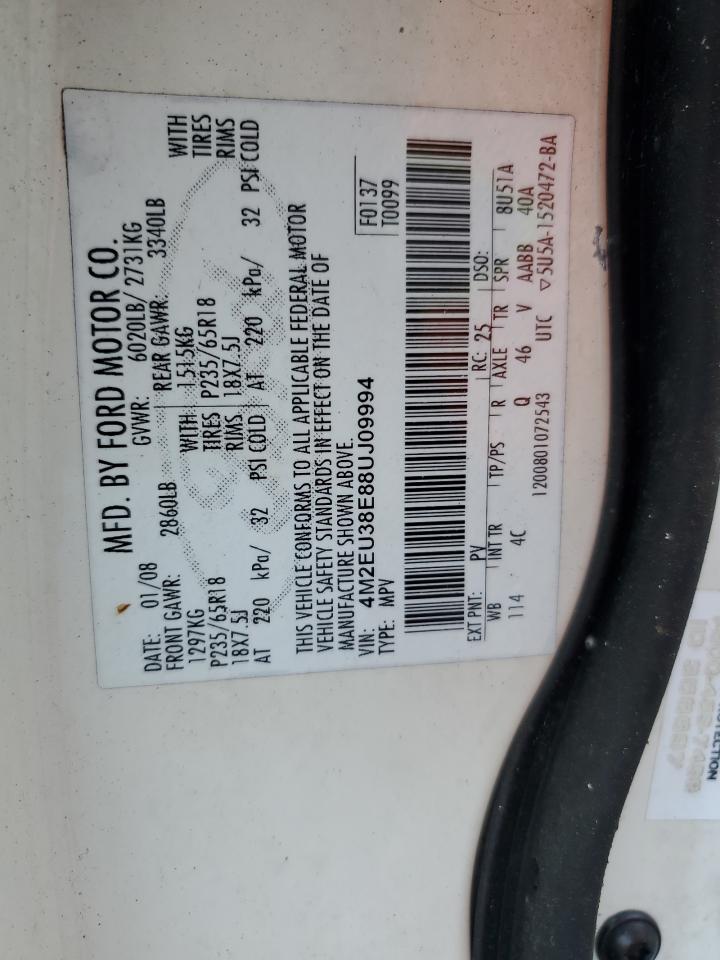 MFD. BY FORD MOTOR CO.
DATE: 01/08 GVWR: 6020LB/ 2731KG
FRONT GAWR: 2860LB REAR GAWR: 3340LB
1297KG WITH 1515KG WITH
P235/65R18 TIRES P235/65R18 TIRES
18X7.5J RIMS 18X7.5J RIMS
AT 220 kPa/ 32 PSI COLD AT 220 kPa/ 32 PSI COLD
THIS VEHICLE CONFORMS TO ALL APPLICABLE FEDERAL MOTOR
VEHICLE SAFETY STANDARDS IN EFFECT ON THE DATE OF
MANUFACTURE SHOWN ABOVE.
VIN: 4M2EU38E88UJ09994 F0137
TYPE: MPV T0099
EXT PNT: PV RC: 25 DSO:
WB INT TR TP/PS R AXLE TR SPR 8U51A
114 4C Q 46 V AABB 40A
1200801072543 UTC ▽5U5A-1520472-BA